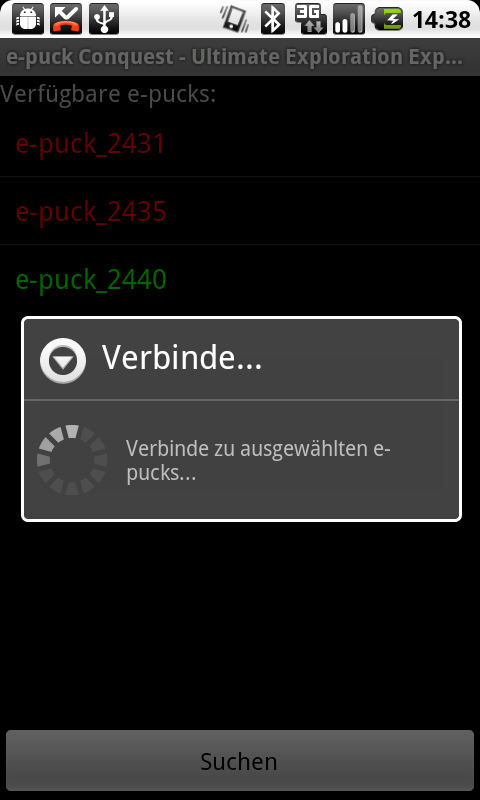 3G
14:38
e-puck Conquest - Ultimate Exploration Exp...
Verfügbare e-pucks:
e-puck_2431
e-puck_2435
e-puck_2440
Verbinde...
Verbinde zu ausgewählten e-
pucks...
Suchen